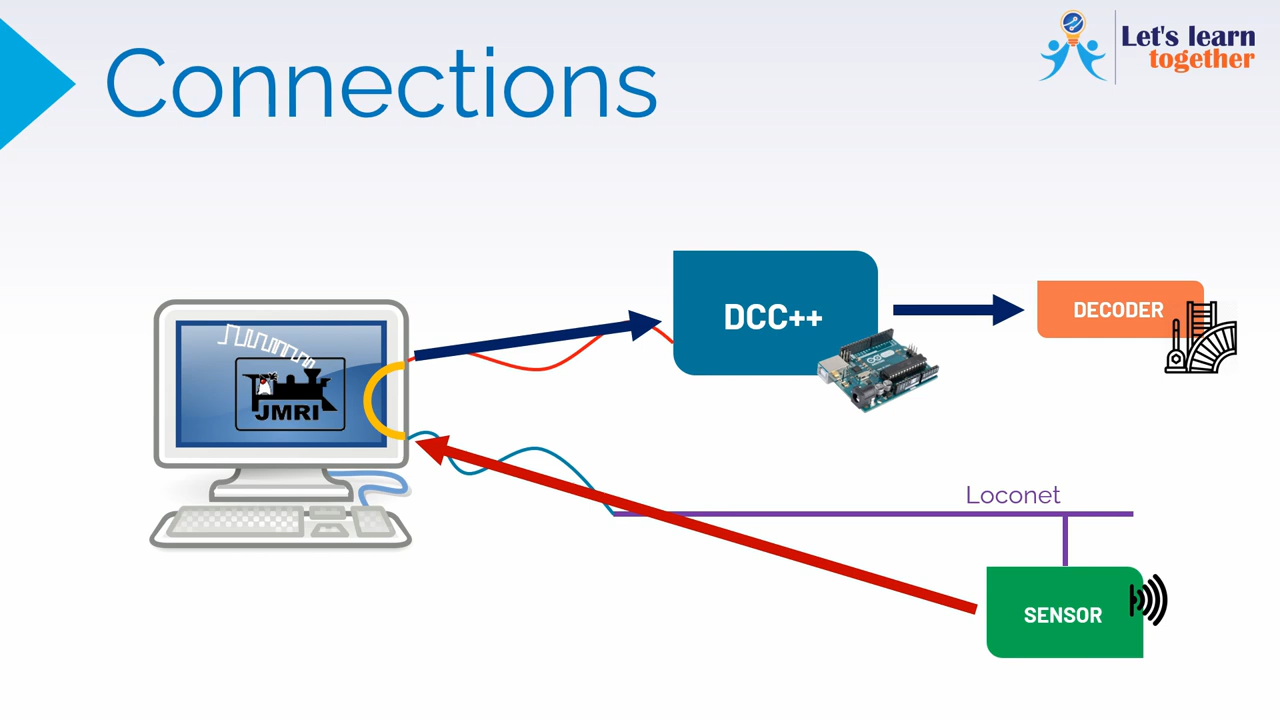 Connections
Let's learn
together
DCC++
DECODER
JMRI
Loconet
SENSOR